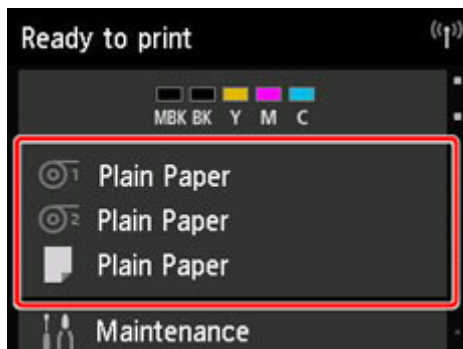 Ready to print
MBK BK Y M C
1 Plain Paper
2 Plain Paper
Plain Paper
Maintenance